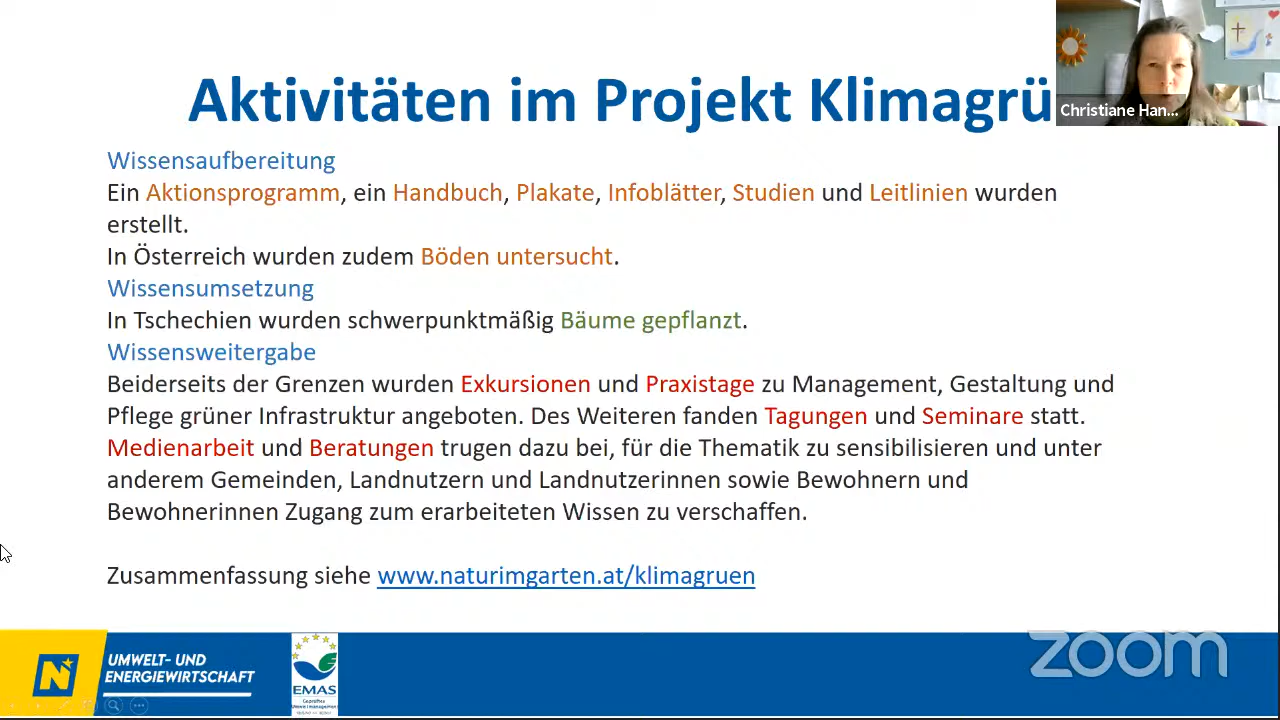 Aktivitäten im Projekt Klimagrü
Christiane Han...
Wissensaufbereitung
Ein Aktionsprogramm, ein Handbuch, Plakate, Infoblätter, Studien und Leitlinien wurden
erstellt.
In Österreich wurden zudem Böden untersucht.
Wissensumsetzung
In Tschechien wurden schwerpunktmäßig Bäume gepflanzt.
Wissensweitergabe
Beiderseits der Grenzen wurden Exkursionen und Praxistage zu Management, Gestaltung und
Pflege grüner Infrastruktur angeboten. Des Weiteren fanden Tagungen und Seminare statt.
Medienarbeit und Beratungen trugen dazu bei, für die Thematik zu sensibilisieren und unter
anderem Gemeinden, Landnutzern und Landnutzerinnen sowie Bewohnern und
Bewohnerinnen Zugang zum erarbeiteten Wissen zu verschaffen.
Zusammenfassung siehe www.naturimgarten.at/klimagruen
N
UMWELT- UND
ENERGIEWIRTSCHAFT
EMAS
Geprüftes
Umweltmanagement
zoom